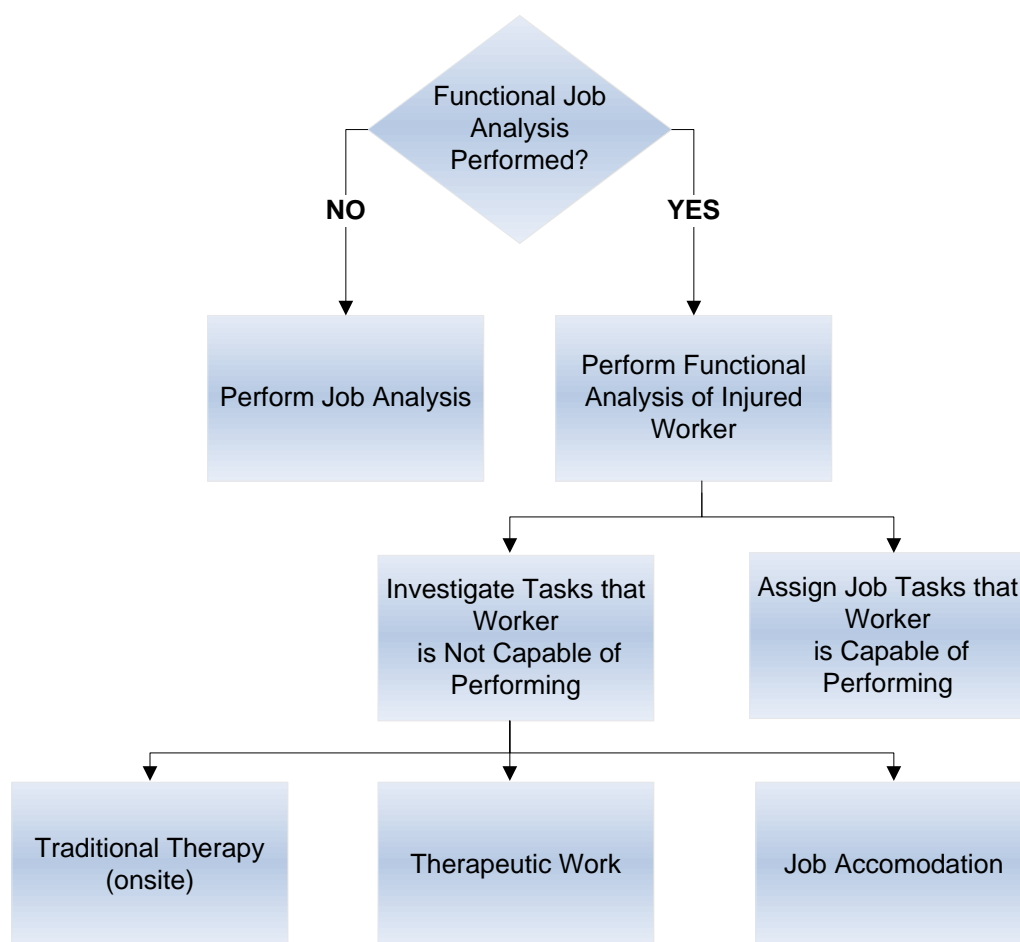 Functional Job
Analysis
Performed?
NO
YES
Perform Job Analysis
Perform Functional
Analysis of Injured
Worker
Investigate Tasks that
Worker
is Not Capable of
Performing
Assign Job Tasks that
Worker
is Capable of
Performing
Traditional Therapy
(onsite)
Therapeutic Work
Job Accomodation